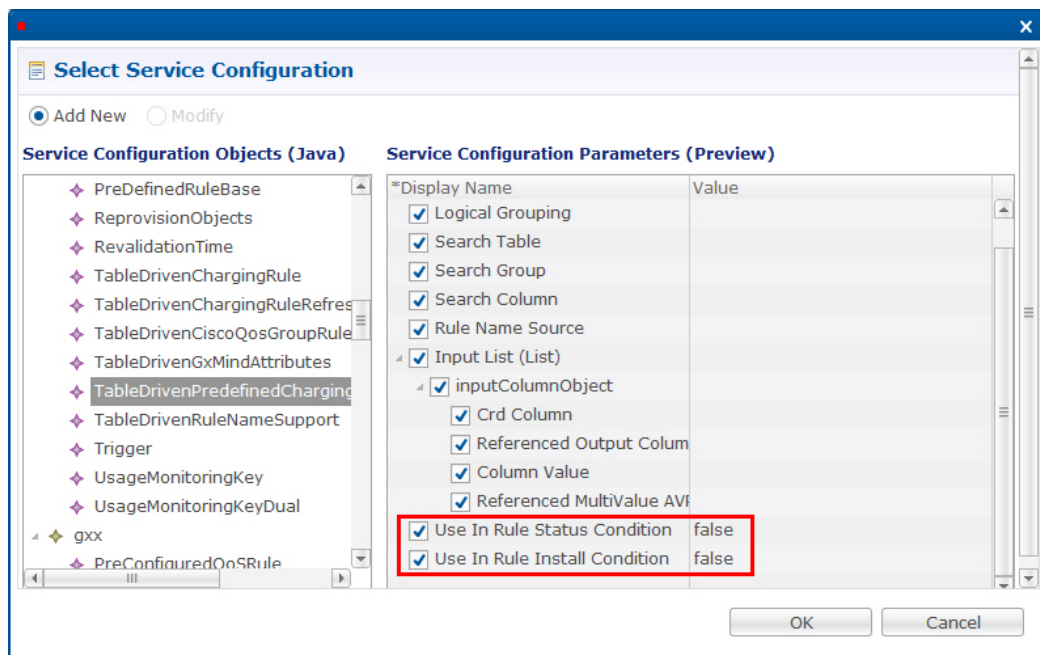 x
Select Service Configuration
Add New Modify
Service Configuration Objects (Java)
PreDefinedRuleBase
ReprovisionObjects
RevalidationTime
TableDrivenChargingRule
TableDrivenChargingRuleRefres
TableDrivenCiscoQosGroupRule
TableDrivenGxMindAttributes
TableDrivenPredefinedCharging
TableDrivenRuleNameSupport
Trigger
UsageMonitoringKey
UsageMonitoringKeyDual
gxx
PreConfiguredQoSRule
Service Configuration Parameters (Preview)
*Display Name Value
Logical Grouping
Search Table
Search Group
Search Column
Rule Name Source
Input List (List)
inputColumnObject
Crd Column
Referenced Output Colum
Column Value
Referenced MultiValue AVP
Use In Rule Status Condition false
Use In Rule Install Condition false
OK Cancel